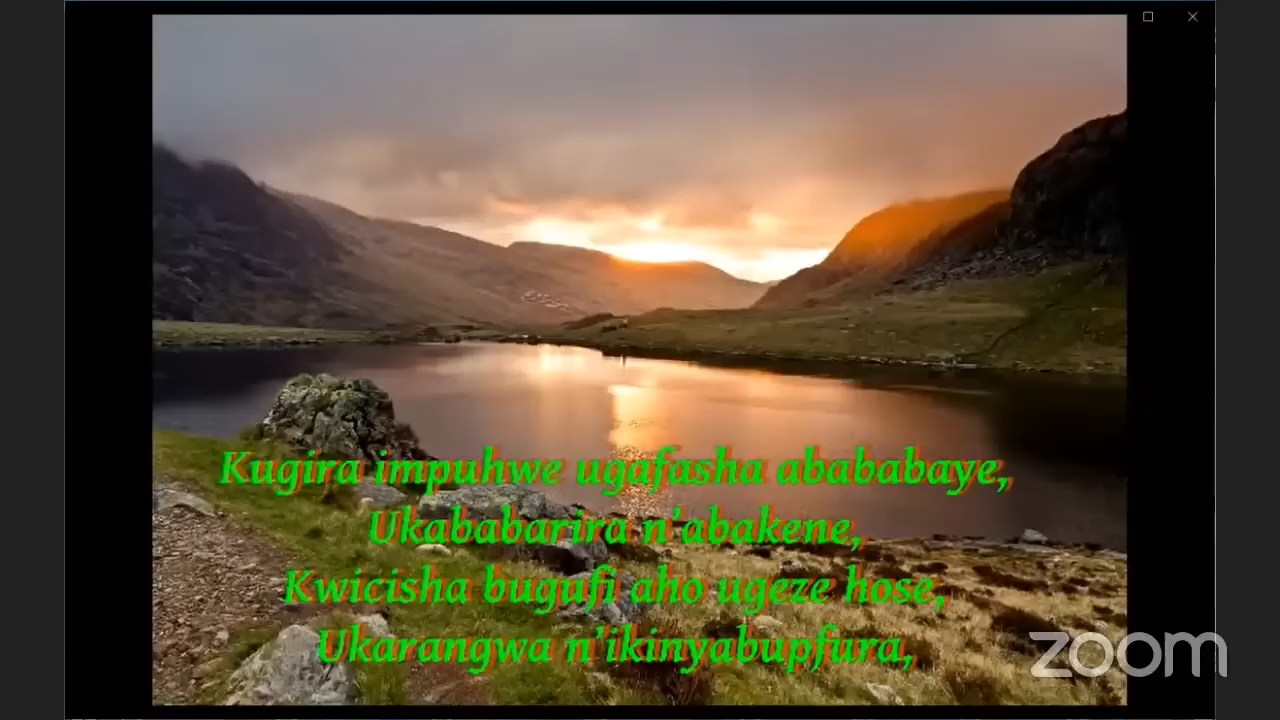 Kugira impuhwe ugafasha abababaye,
Ukababarira n'abakene,
Kwicisha bugufi aho ugeze hose,
Ukarangwa n'ikinyabupfura,
zoom